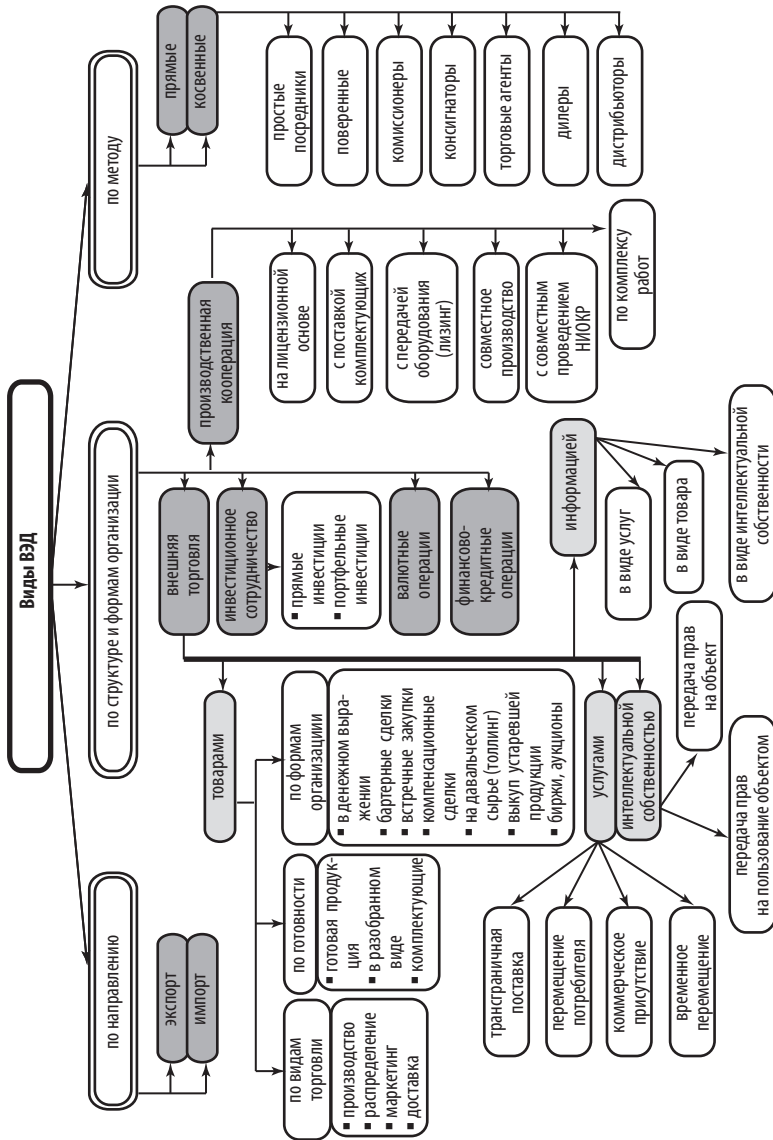 Виды ВЭД
по направлению
экспорт
импорт
по структуре и формам организации
внешняя
торговля
инвестиционное
сотрудничество
▪ прямые
инвестиции
▪ портфельные
инвестиции
валютные
операции
финансово-
кредитные
операции
производственная
кооперация
на лицензионной
основе
с поставкой
комплектующих
с передачей
оборудования
(лизинг)
совместное
производство
с совместным
проведением
НИОКР
по комплексу
работ
по методу
прямые
косвенные
простые
посредники
поверенные
комиссионеры
консигнаторы
торговые агенты
дилеры
дистрибьюторы
товарами
по видам
торговли
▪ производство
▪ распределение
▪ маркетинг
▪ доставка
по готовности
▪ готовая продук-
ция
▪ в разобранном
виде
▪ комплектующие
по формам
организациии
▪ в денежном выра-
жении
▪ бартерные сделки
▪ встречные закупки
▪ компенсационные
сделки
▪ на давальческом
сырье (толлинг)
▪ выкуп устаревшей
продукции
▪ биржи, аукционы
информацией
в виде услуг
в виде товара
в виде интеллектуальной
собственности
услугами
трансграничная
поставка
перемещение
потребителя
коммерческое
присутствие
временное
перемещение
интеллектуальной
собственностью
передача прав
на объект
передача прав
на пользование объектом